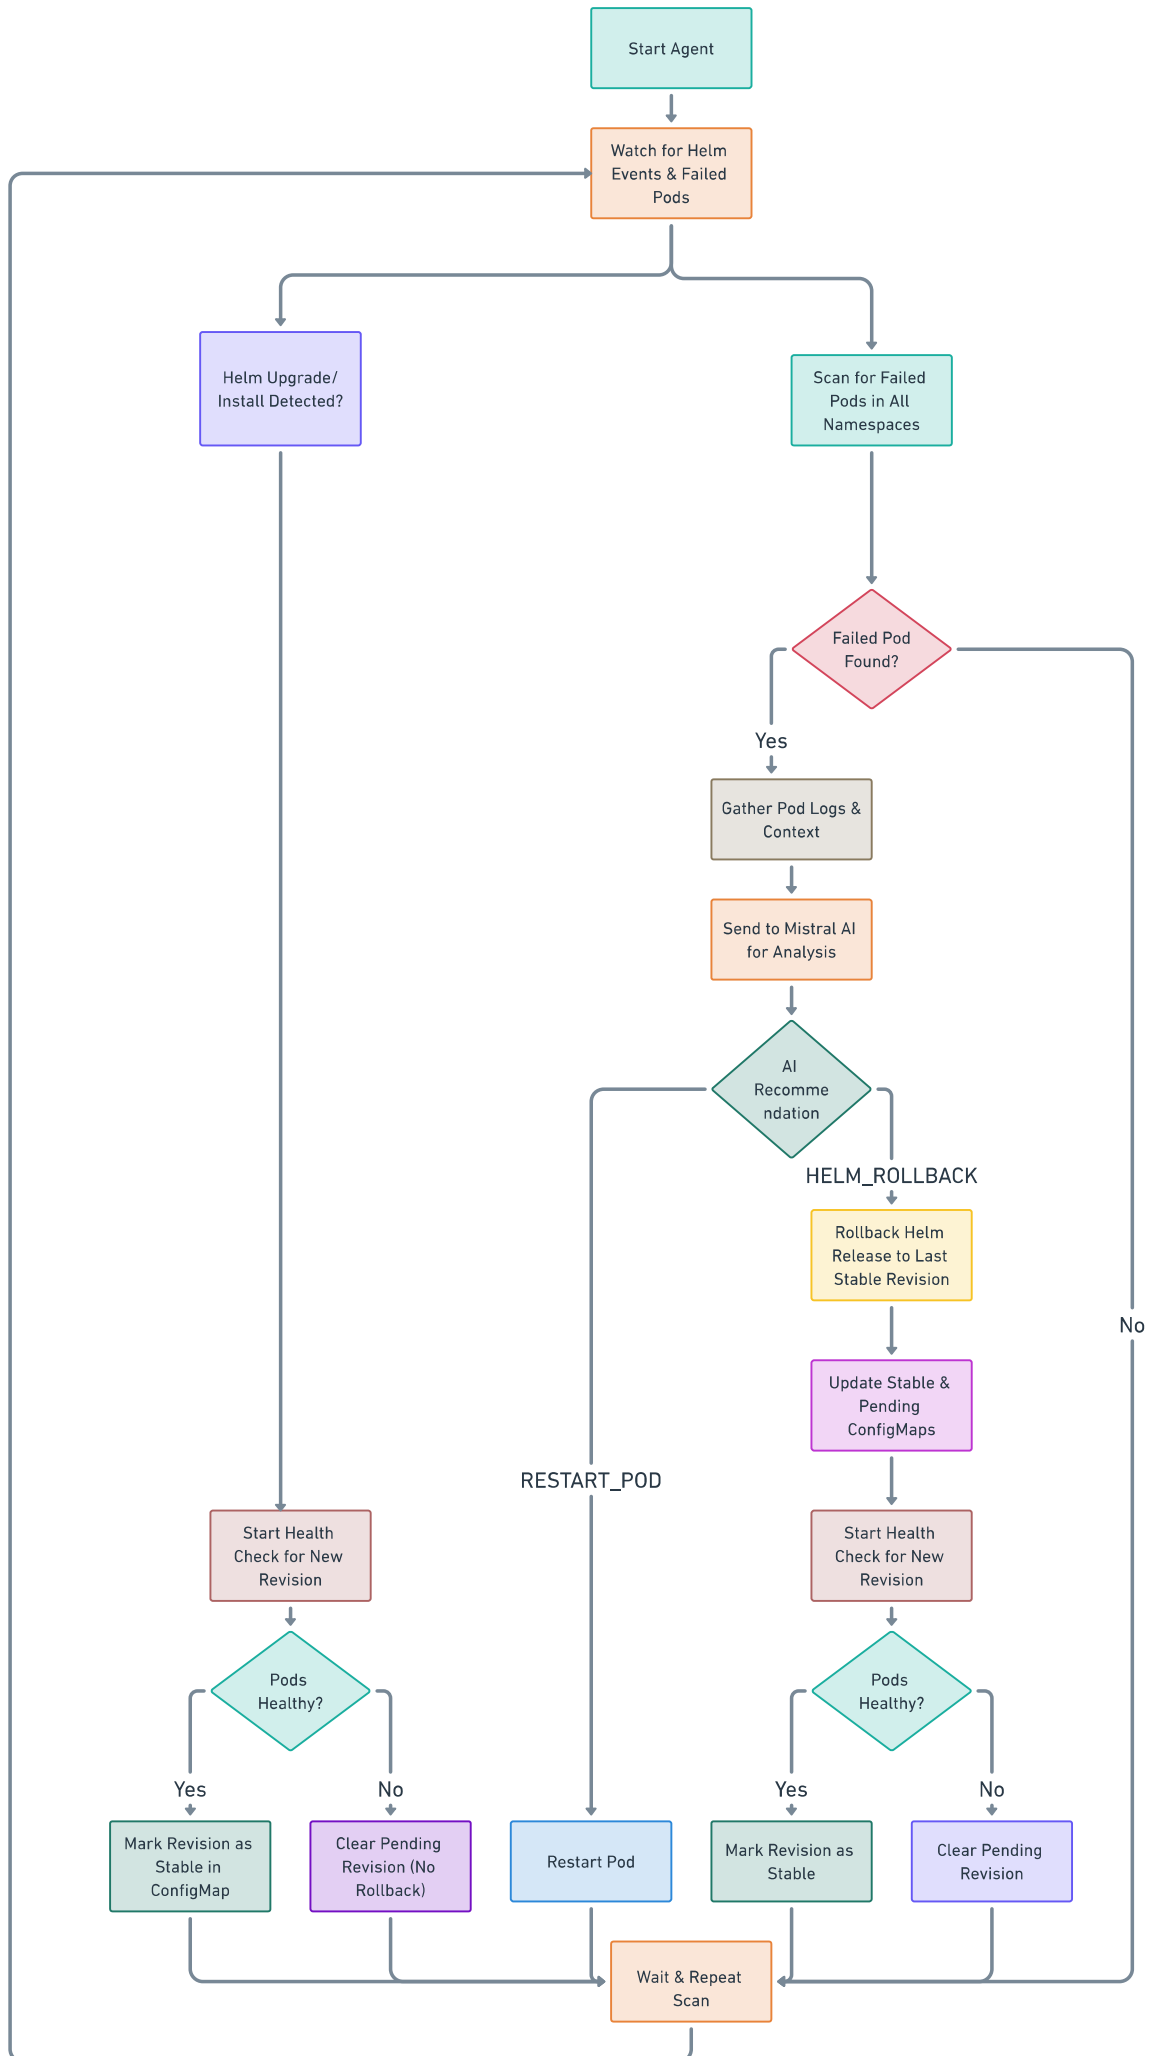 Start Agent
Watch for Helm
Events & Failed
Pods
Helm Upgrade/
Install Detected?
Scan for Failed
Pods in All
Namespaces
Failed Pod
Found?
Yes
Gather Pod Logs &
Context
Send to Mistral AI
for Analysis
AI
Recomme
ndation
HELM_ROLLBACK
Rollback Helm
Release to Last
Stable Revision
No
Update Stable &
Pending
ConfigMaps
RESTART_POD
Start Health
Check for New
Revision
Start Health
Check for New
Revision
Pods
Healthy?
Pods
Healthy?
Yes
No
Yes
No
Mark Revision as
Stable in
ConfigMap
Clear Pending
Revision (No
Rollback)
Restart Pod
Mark Revision as
Stable
Clear Pending
Revision
Wait & Repeat
Scan